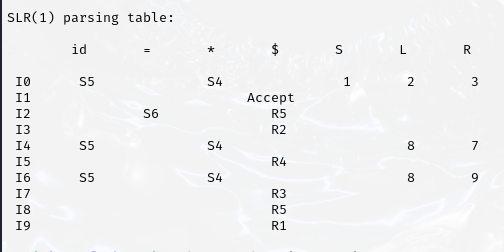 SLR(1) parsing table:
id = * $ S L R
I0 S5 S4 1 2 3
I1 Accept
I2 S6 R5
I3 R2
I4 S5 S4 8 7
I5 R4
I6 S5 S4 8 9
I7 R3
I8 R5
I9 R1